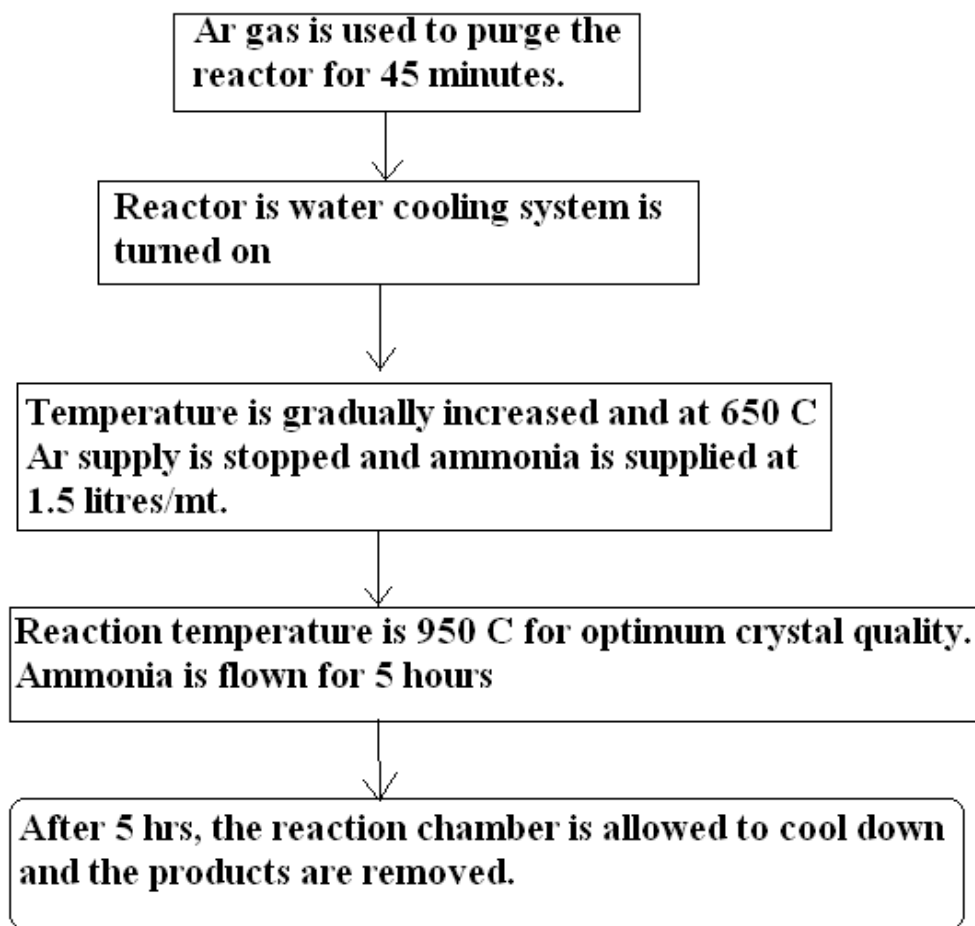 Ar gas is used to purge the
reactor for 45 minutes.
Reactor is water cooling system is
turned on
Temperature is gradually increased and at 650 C
Ar supply is stopped and ammonia is supplied at
1.5 litres/mt.
Reaction temperature is 950 C for optimum crystal quality.
Ammonia is flown for 5 hours
After 5 hrs, the reaction chamber is allowed to cool down
and the products are removed.